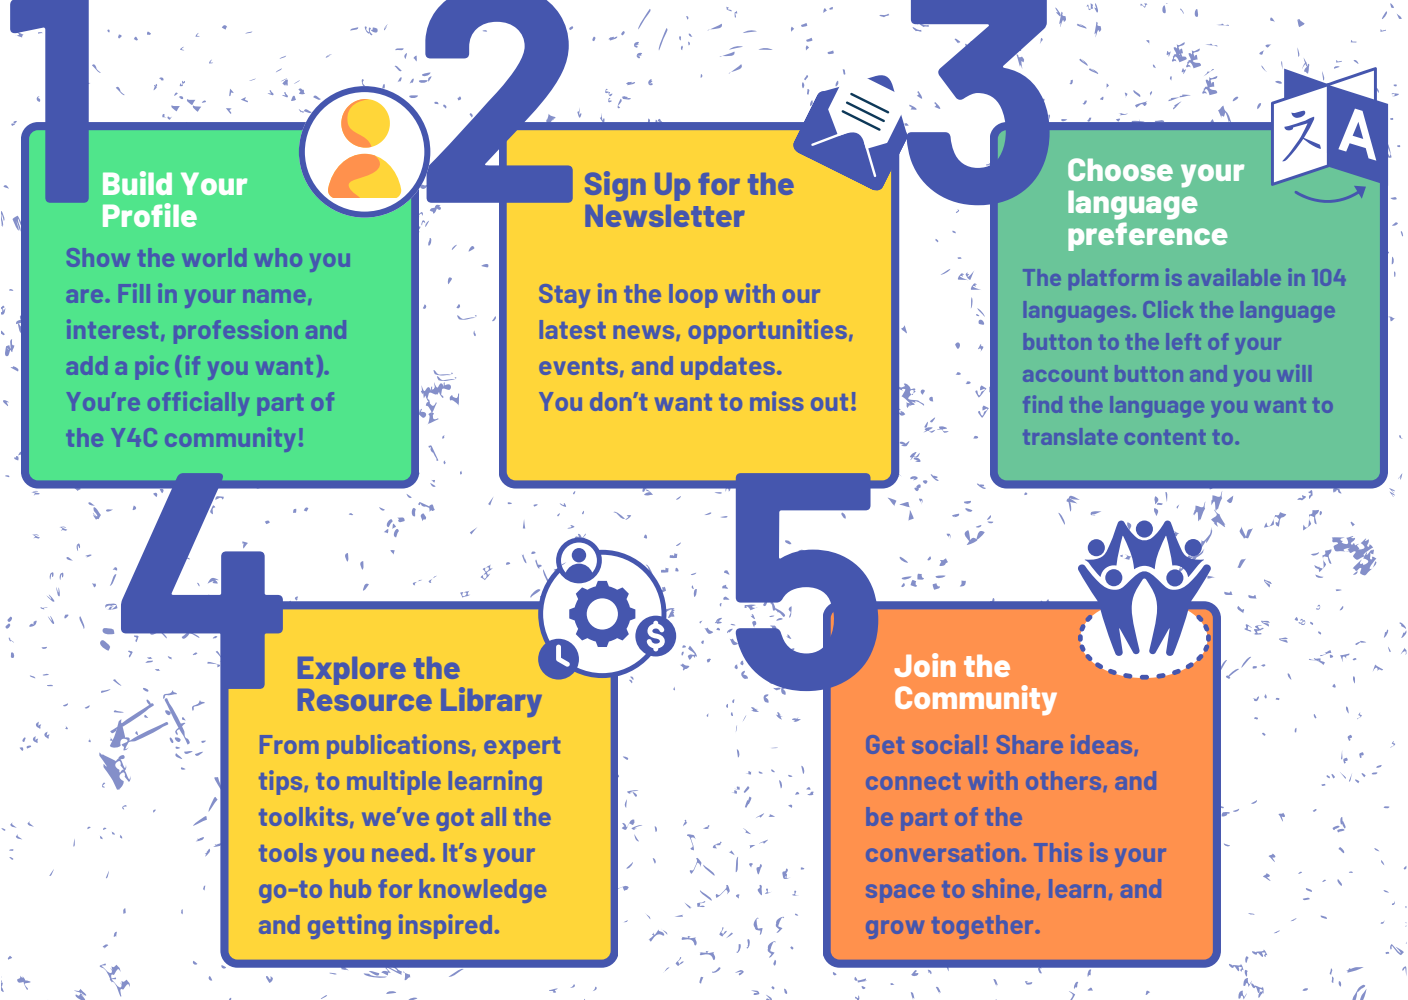 1
Build Your
Profile
Show the world who you
are. Fill in your name,
interest, profession and
add a pic (if you want).
You’re officially part of
the Y4C community!
2
Sign Up for the
Newsletter
Stay in the loop with our
latest news, opportunities,
events, and updates.
You don’t want to miss out!
3
A
Choose your
language
preference
The platform is available in 104
languages. Click the language
button to the left of your
account button and you will
find the language you want to
translate content to.
4
$
Explore the
Resource Library
From publications, expert
tips, to multiple learning
toolkits, we’ve got all the
tools you need. It’s your
go-to hub for knowledge
and getting inspired.
5
Join the
Community
Get social! Share ideas,
connect with others, and
be part of the
conversation. This is your
space to shine, learn, and
grow together.